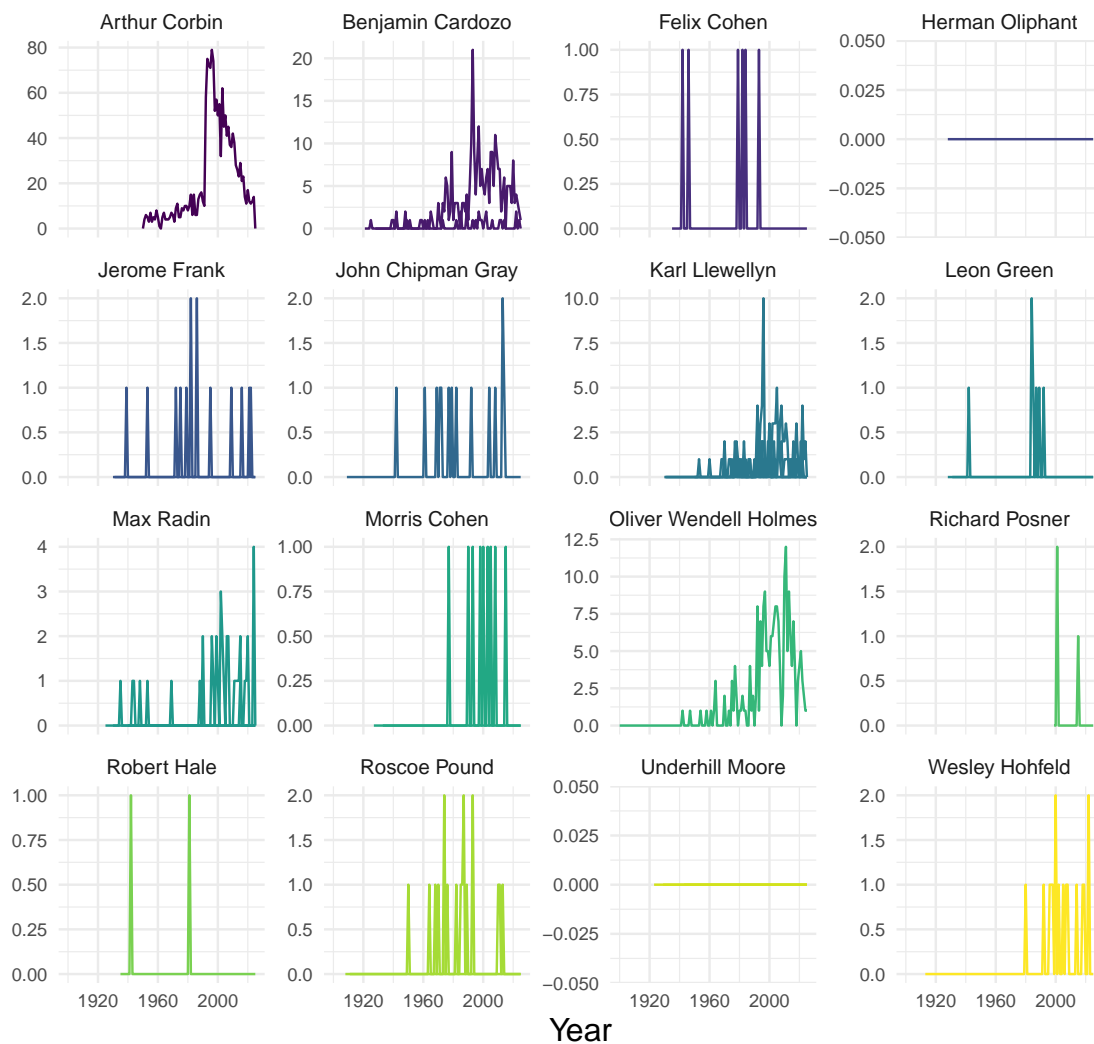 Arthur Corbin Benjamin Cardozo Felix Cohen Herman Oliphant
80 60 40 20 0
20 15 10 5 0
1.00 0.75 0.50 0.25 0.00
0.050 0.025 0.000 −0.025 −0.050
Jerome Frank John Chipman Gray Karl Llewellyn Leon Green
2.0 1.5 1.0 0.5 0.0
2.0 1.5 1.0 0.5 0.0
10.0 7.5 5.0 2.5 0.0
2.0 1.5 1.0 0.5 0.0
Max Radin Morris Cohen Oliver Wendell Holmes Richard Posner
4 3 2 1 0
1.00 0.75 0.50 0.25 0.00
12.5 10.0 7.5 5.0 2.5 0.0
2.0 1.5 1.0 0.5 0.0
Robert Hale Roscoe Pound Underhill Moore Wesley Hohfeld
1.00 0.75 0.50 0.25 0.00
2.0 1.5 1.0 0.5 0.0
0.050 0.025 0.000 −0.025 −0.050
2.0 1.5 1.0 0.5 0.0
1920 1960 2000 1920 1960 2000 1920 1960 2000 1920 1960 2000
Year